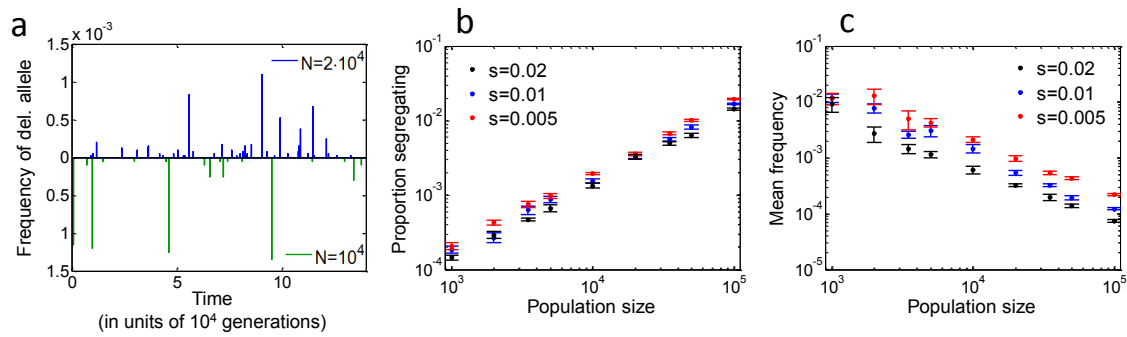 a
1.5 x 10⁻³
1
0.5
0
0.5
1
1.5
Frequency of del. allele
N=2·10⁴
N=10⁴
0 5 10
Time
(in units of 10⁴ generations)
b
10⁻¹
10⁻²
10⁻³
10⁻⁴
Proportion segregating
s=0.02
s=0.01
s=0.005
10³ 10⁴ 10⁵
Population size
c
10⁻¹
10⁻²
10⁻³
10⁻⁴
10⁻⁵
Mean frequency
s=0.02
s=0.01
s=0.005
10³ 10⁴ 10⁵
Population size